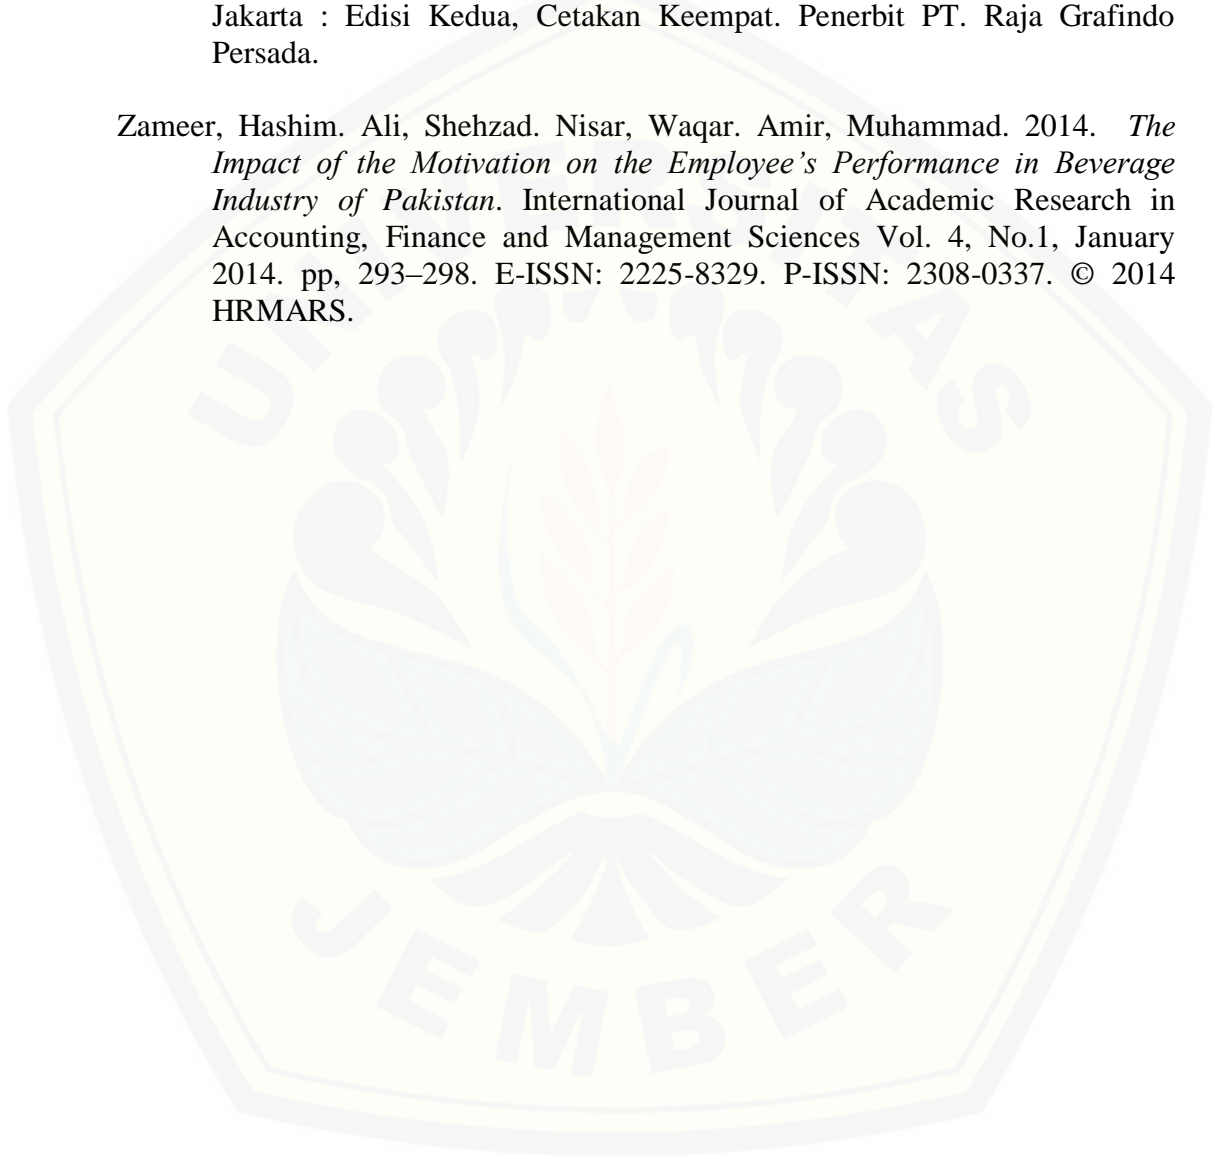 Jakarta : Edisi Kedua, Cetakan Keempat. Penerbit PT. Raja Grafindo
Persada.
Zameer, Hashim. Ali, Shehzad. Nisar, Waqar. Amir, Muhammad. 2014. The
Impact of the Motivation on the Employee’s Performance in Beverage
Industry of Pakistan. International Journal of Academic Research in
Accounting, Finance and Management Sciences Vol. 4, No.1, January
2014. pp, 293–298. E-ISSN: 2225-8329. P-ISSN: 2308-0337. © 2014
HRMARS.
UNIVERSITAS
JEMBER